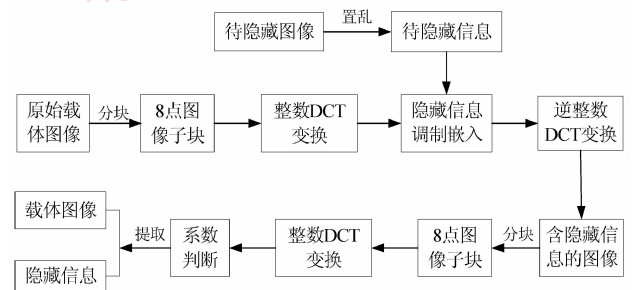 待隐藏图像
置乱
待隐藏信息
原始载
体图像
分块
8点图
像子块
整数DCT
变换
隐藏信息
调制嵌入
逆整数
DCT变换
载体图像
隐藏信息
提取
系数
判断
整数DCT
变换
8点图
像子块
分块
含隐藏信
息的图像